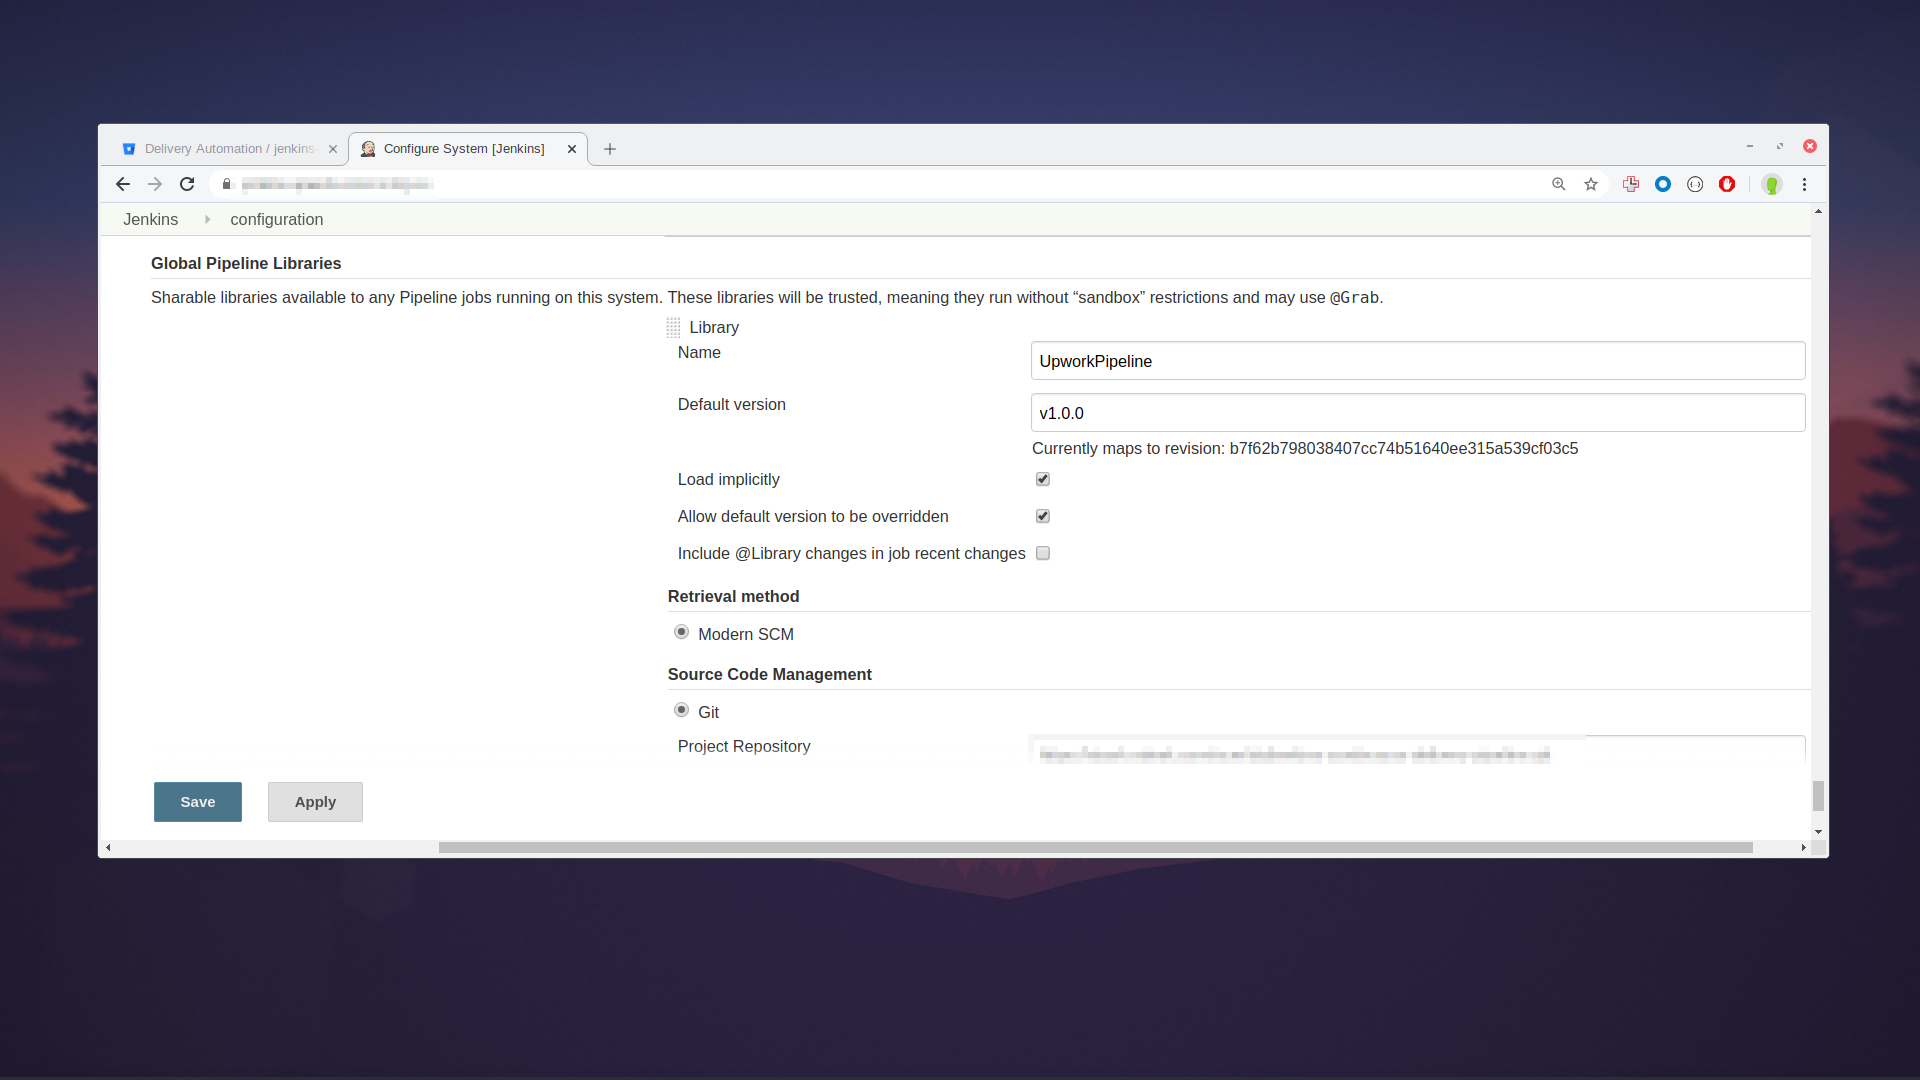 Delivery Automation / jenkins
Configure System [Jenkins]
Jenkins configuration
Global Pipeline Libraries
Sharable libraries available to any Pipeline jobs running on this system. These libraries will be trusted, meaning they run without “sandbox” restrictions and may use @Grab.
Library
Name UpworkPipeline
Default version v1.0.0
Currently maps to revision: b7f62b798038407cc74b51640ee315a539cf03c5
Load implicitly
Allow default version to be overridden
Include @Library changes in job recent changes
Retrieval method
Modern SCM
Source Code Management
Git
Project Repository
Save Apply